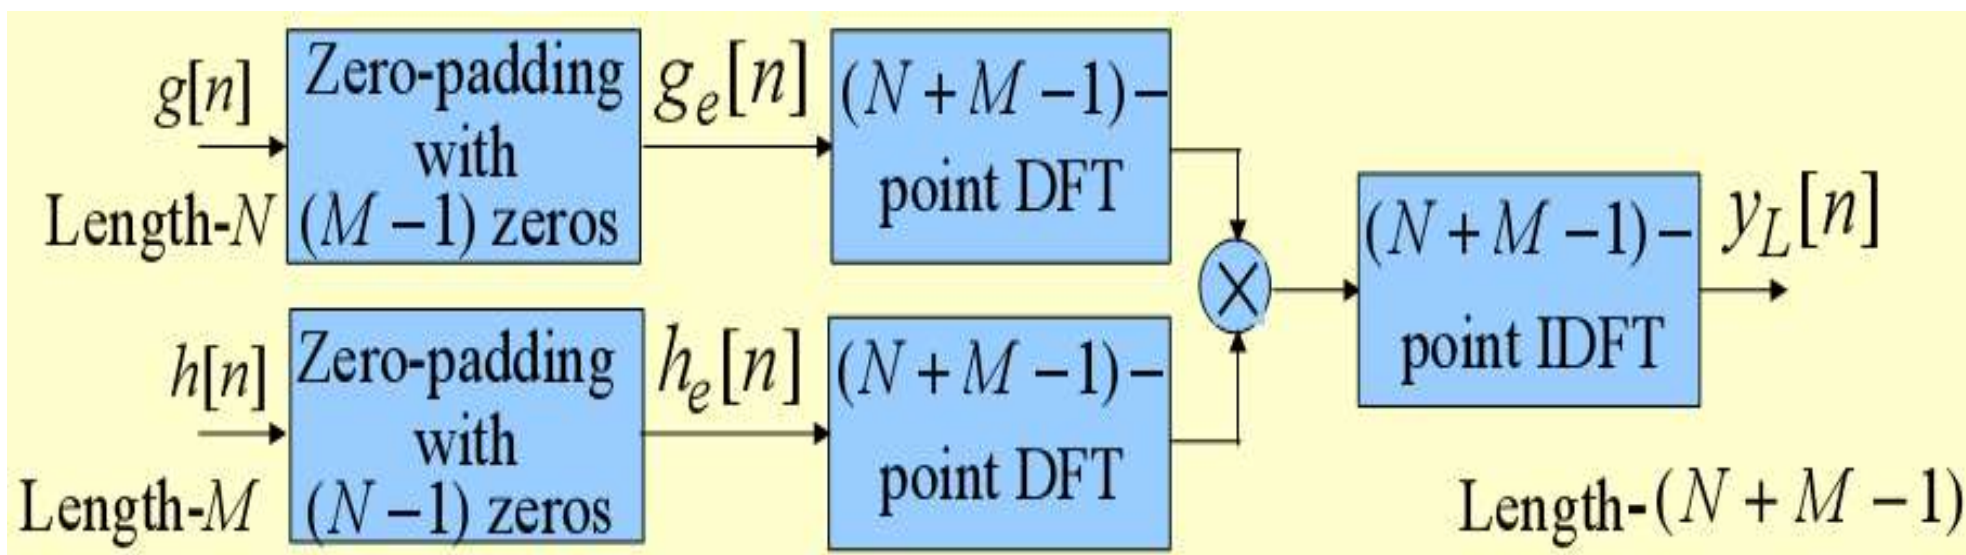 g[n]
Length-N
Zero-padding
with
(M – 1) zeros
g_e[n]
(N + M – 1) –
point DFT
h[n]
Length-M
Zero-padding
with
(N – 1) zeros
h_e[n]
(N + M – 1) –
point DFT
×
(N + M – 1) –
point IDFT
y_L[n]
Length-(N + M – 1)